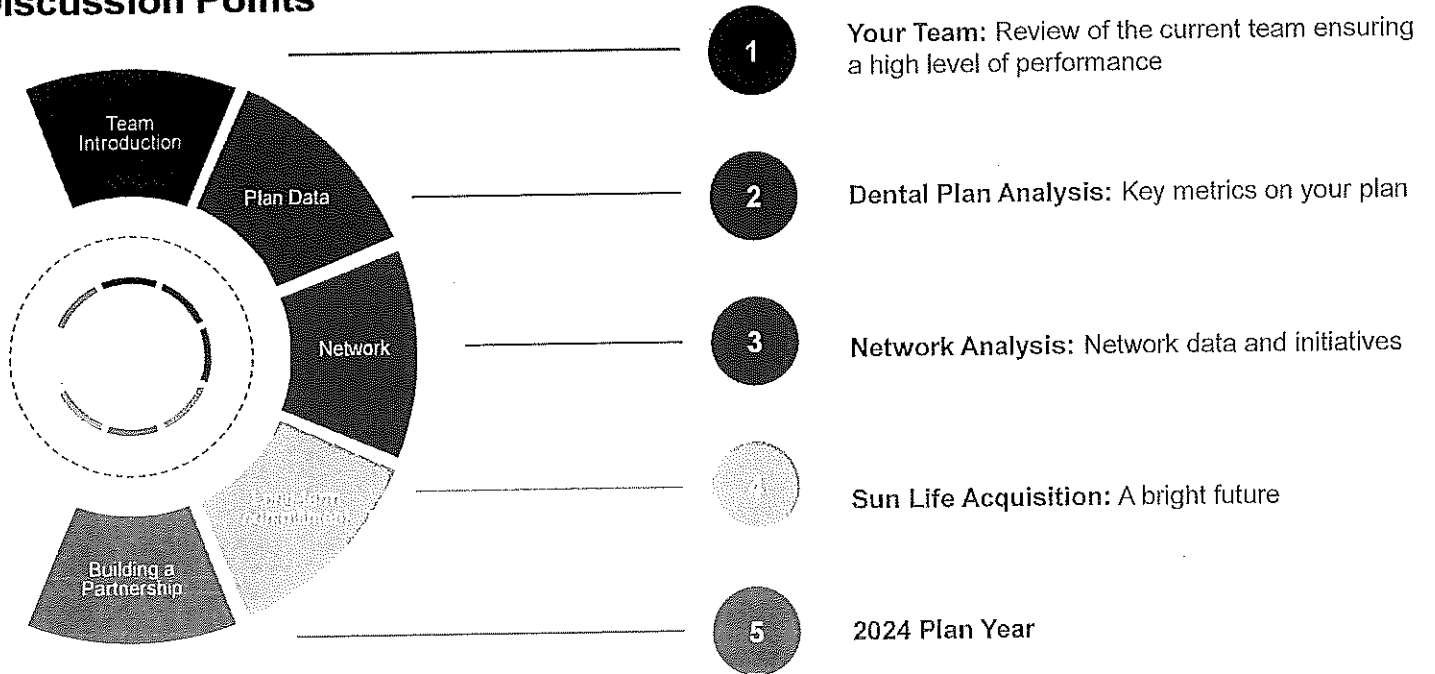 Discussion Points
Team
Introduction
Plan Data
Network
Building a
Partnership
1
Your Team: Review of the current team ensuring
a high level of performance
2
Dental Plan Analysis: Key metrics on your plan
3
Network Analysis: Network data and initiatives
4
Sun Life Acquisition: A bright future
5
2024 Plan Year